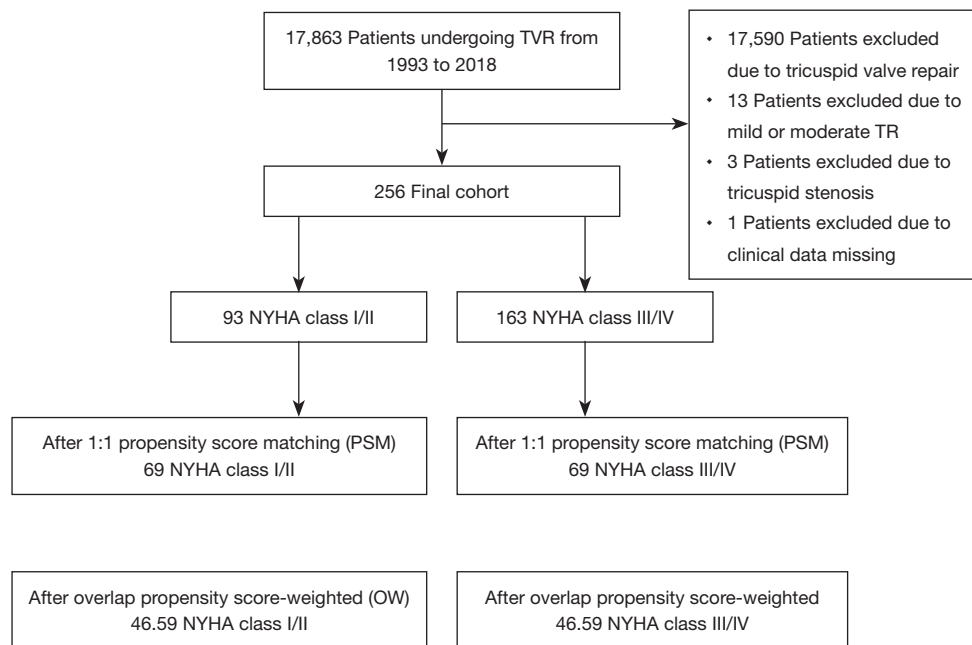 17,863 Patients undergoing TVR from
1993 to 2018
• 17,590 Patients excluded
due to tricuspid valve repair
• 13 Patients excluded due to
mild or moderate TR
• 3 Patients excluded due to
tricuspid stenosis
• 1 Patients excluded due to
clinical data missing
256 Final cohort
93 NYHA class I/II
163 NYHA class III/IV
After 1:1 propensity score matching (PSM)
69 NYHA class I/II
After 1:1 propensity score matching (PSM)
69 NYHA class III/IV
After overlap propensity score-weighted (OW)
46.59 NYHA class I/II
After overlap propensity score-weighted
46.59 NYHA class III/IV